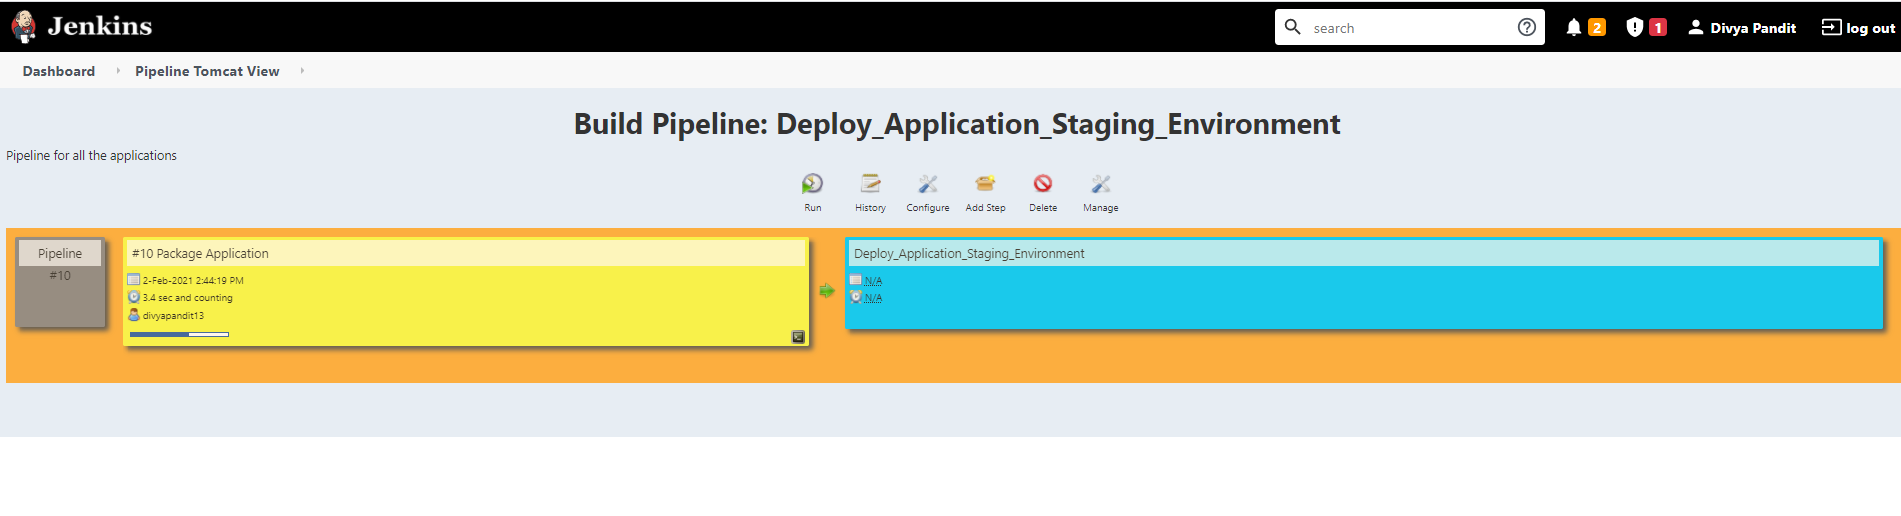 Jenkins
search
2
1
Divya Pandit
log out
Dashboard
Pipeline Tomcat View
Build Pipeline: Deploy_Application_Staging_Environment
Pipeline for all the applications
Run
History
Configure
Add Step
Delete
Manage
Pipeline
#10
#10 Package Application
2-Feb-2021 2:44:19 PM
3.4 sec and counting
divyapandit13
Deploy_Application_Staging_Environment
N/A
N/A